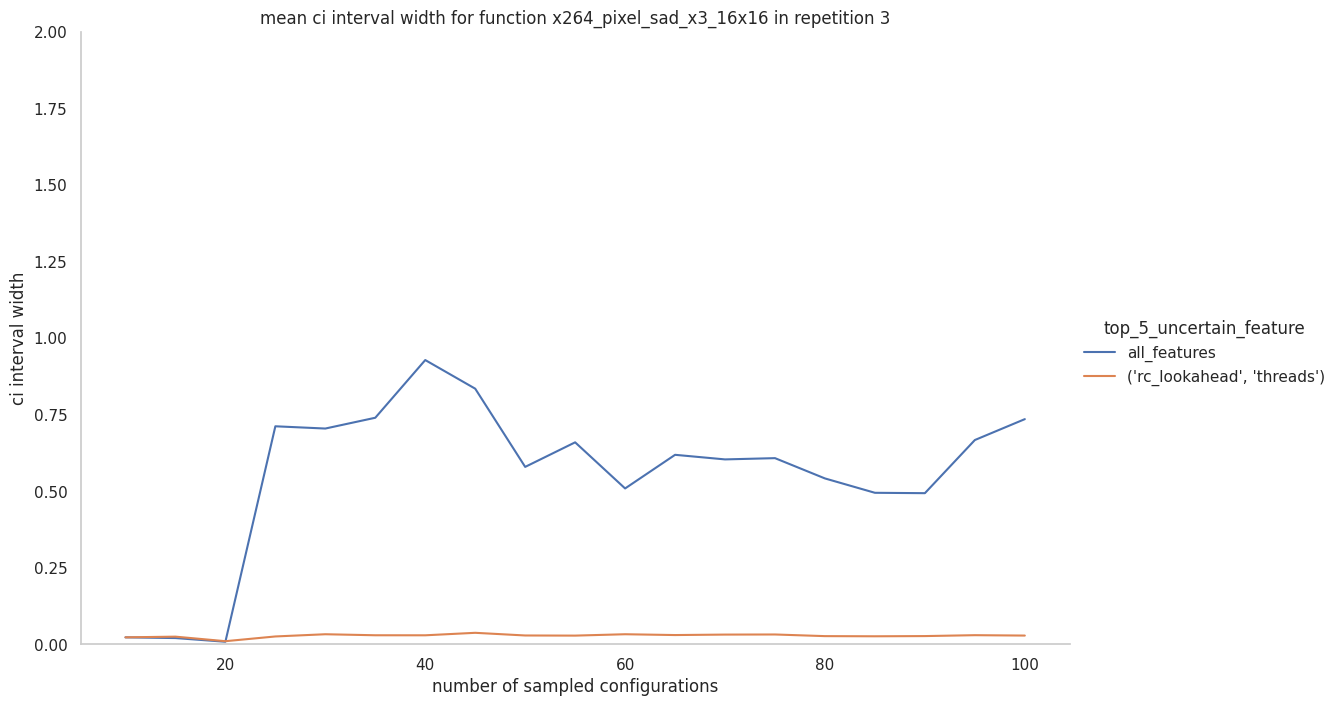 mean ci interval width for function x264_pixel_sad_x3_16x16 in repetition 3
2.00
1.75
1.50
1.25
1.00
0.75
0.50
0.25
0.00
ci interval width
20
40
60
80
100
number of sampled configurations
top_5_uncertain_feature
all_features
('rc_lookahead', 'threads')